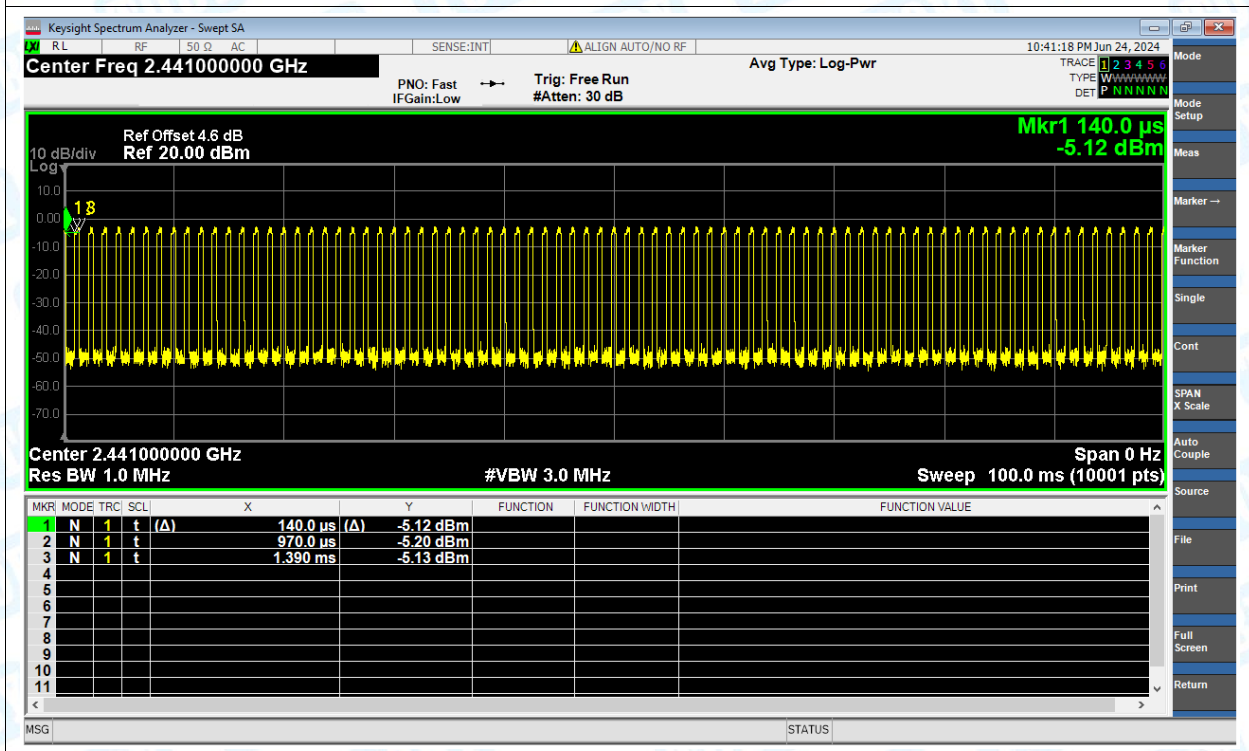 Keysight Spectrum Analyzer - Swept SA
LXI RL RF 50 Ω AC SENSE:INT ALIGN AUTO/NO RF 10:41:18 PM Jun 24, 2024
Center Freq 2.441000000 GHz
Avg Type: Log-Pwr
TRACE 1 2 3 4 5 6
TYPE WWWWWW
DET P N N N N N
PNO: Fast
IFGain:Low
Trig: Free Run
#Atten: 30 dB
Mkr1 140.0 µs
-5.12 dBm
Ref Offset 4.6 dB
10 dB/div Ref 20.00 dBm
Log
10.0
0.00
-10.0
-20.0
-30.0
-40.0
-50.0
-60.0
-70.0
1 3
Center 2.441000000 GHz Span 0 Hz
Res BW 1.0 MHz #VBW 3.0 MHz Sweep 100.0 ms (10001 pts)
MKR MODE TRC SCL X Y FUNCTION FUNCTION WIDTH FUNCTION VALUE
1 N 1 t (Δ) 140.0 µs (Δ) -5.12 dBm
2 N 1 t 970.0 µs -5.20 dBm
3 N 1 t 1.390 ms -5.13 dBm
4
5
6
7
8
9
10
11
MSG STATUS
Mode
Mode
Setup
Meas
Marker →
Marker
Function
Single
Cont
SPAN
X Scale
Auto
Couple
Source
File
Print
Full
Screen
Return